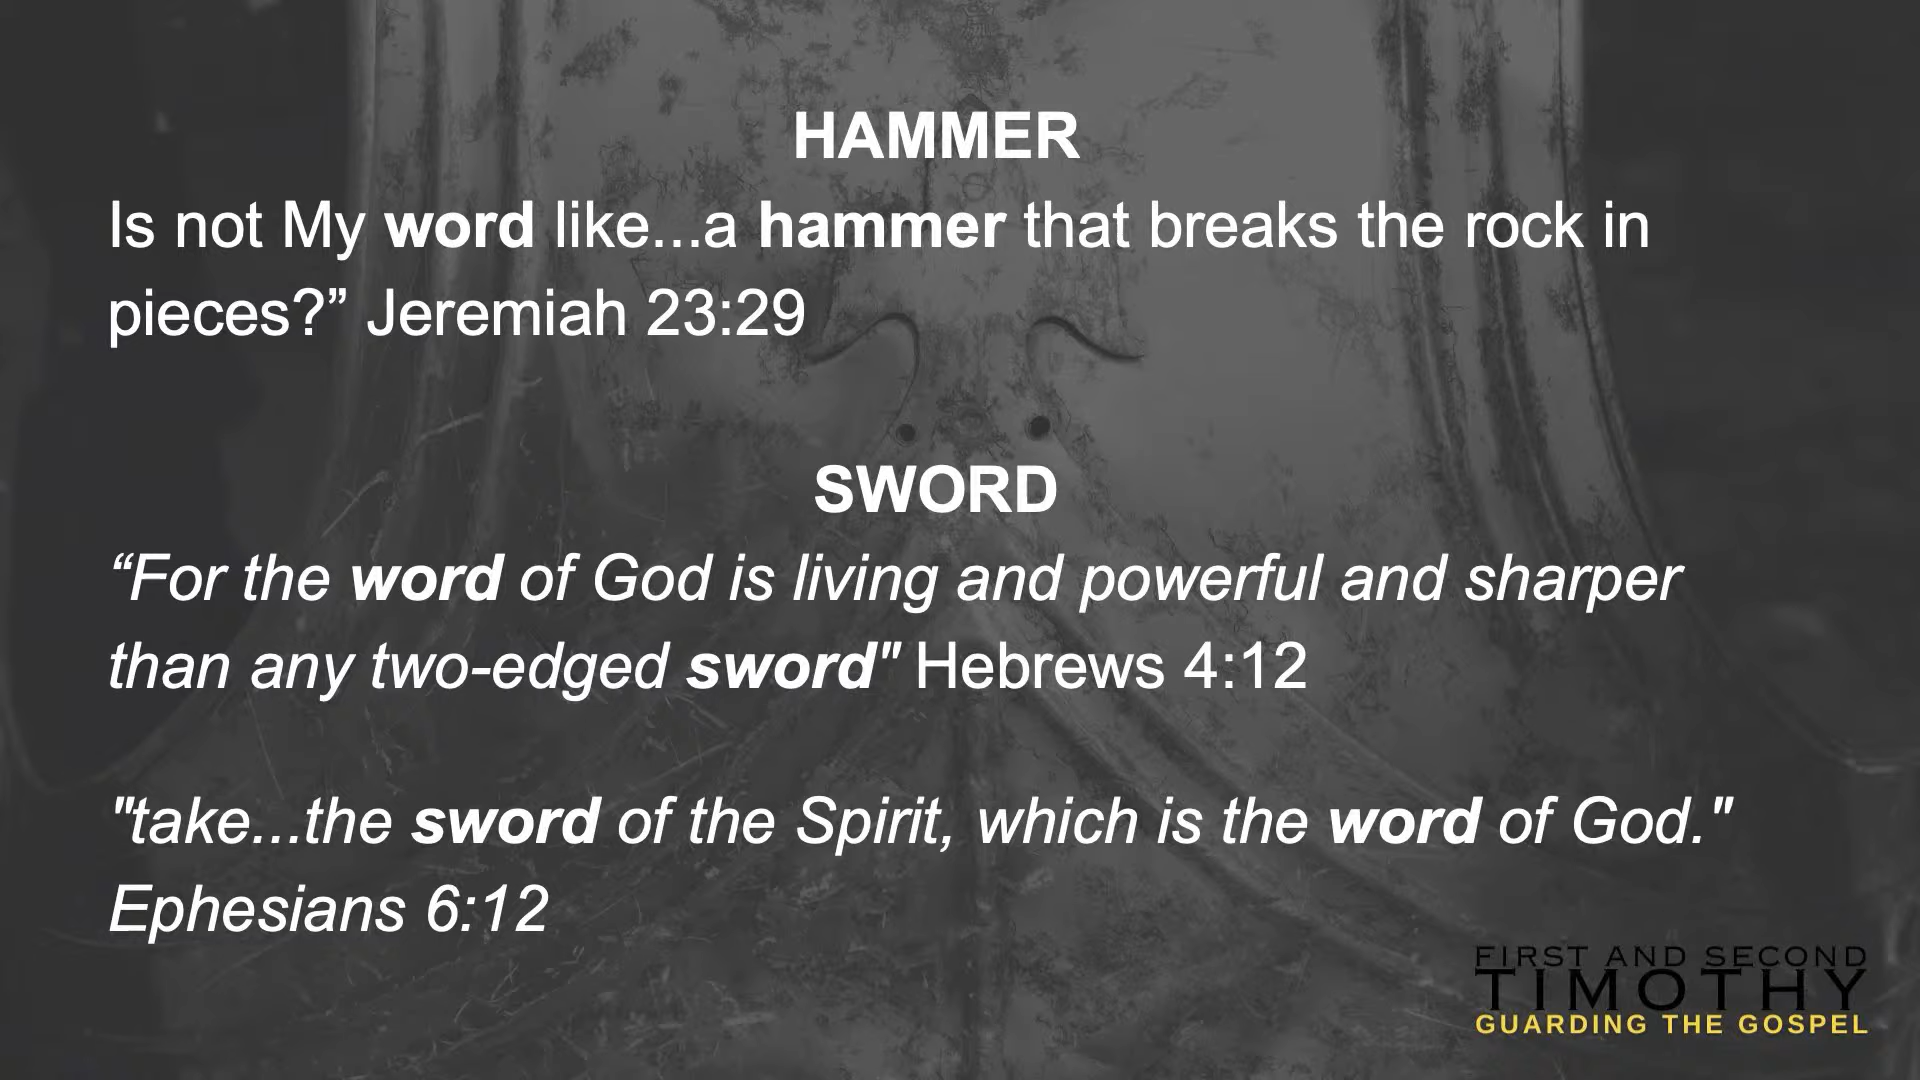 HAMMER
Is not My word like...a hammer that breaks the rock in
pieces?” Jeremiah 23:29
SWORD
“For the word of God is living and powerful and sharper
than any two-edged sword" Hebrews 4:12
"take...the sword of the Spirit, which is the word of God."
Ephesians 6:12
FIRST AND SECOND
TIMOTHY
GUARDING THE GOSPEL